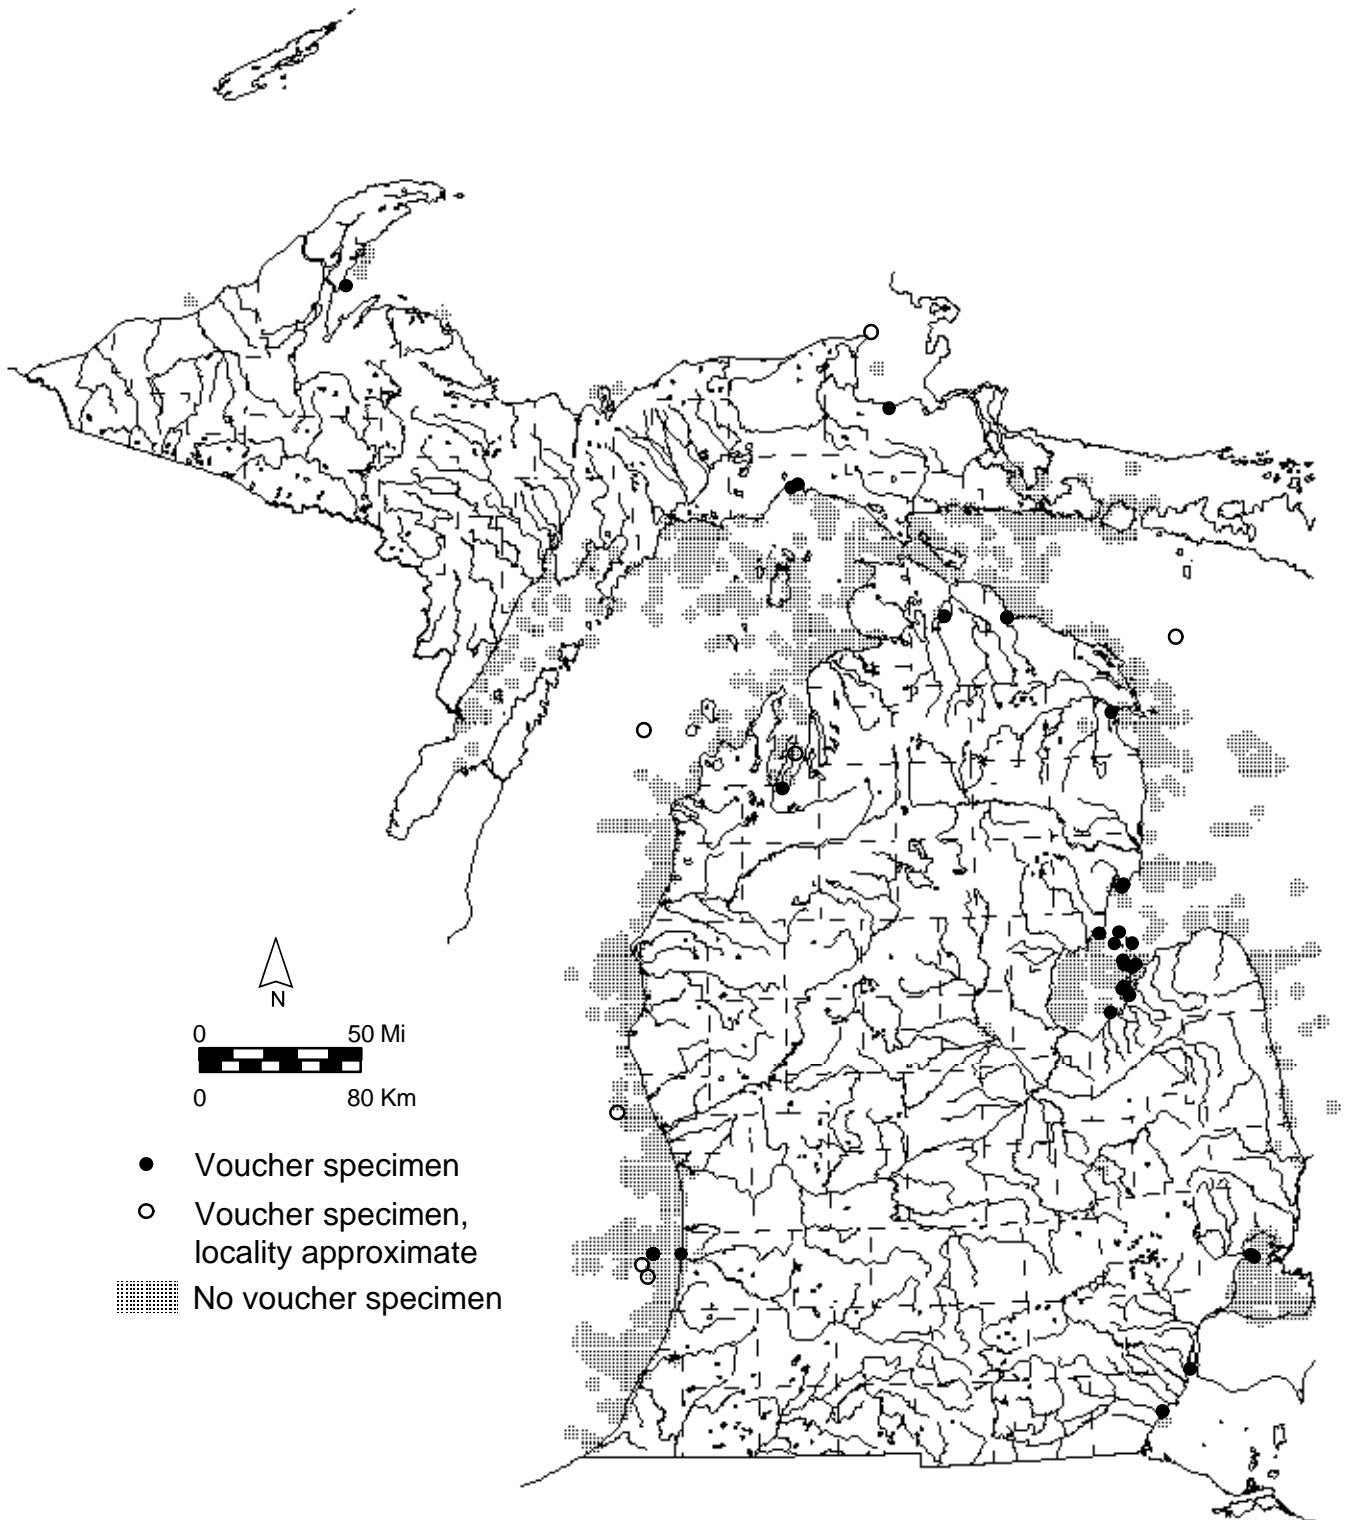 N
0 50 Mi
0 80 Km
Voucher specimen
Voucher specimen,
locality approximate
No voucher specimen